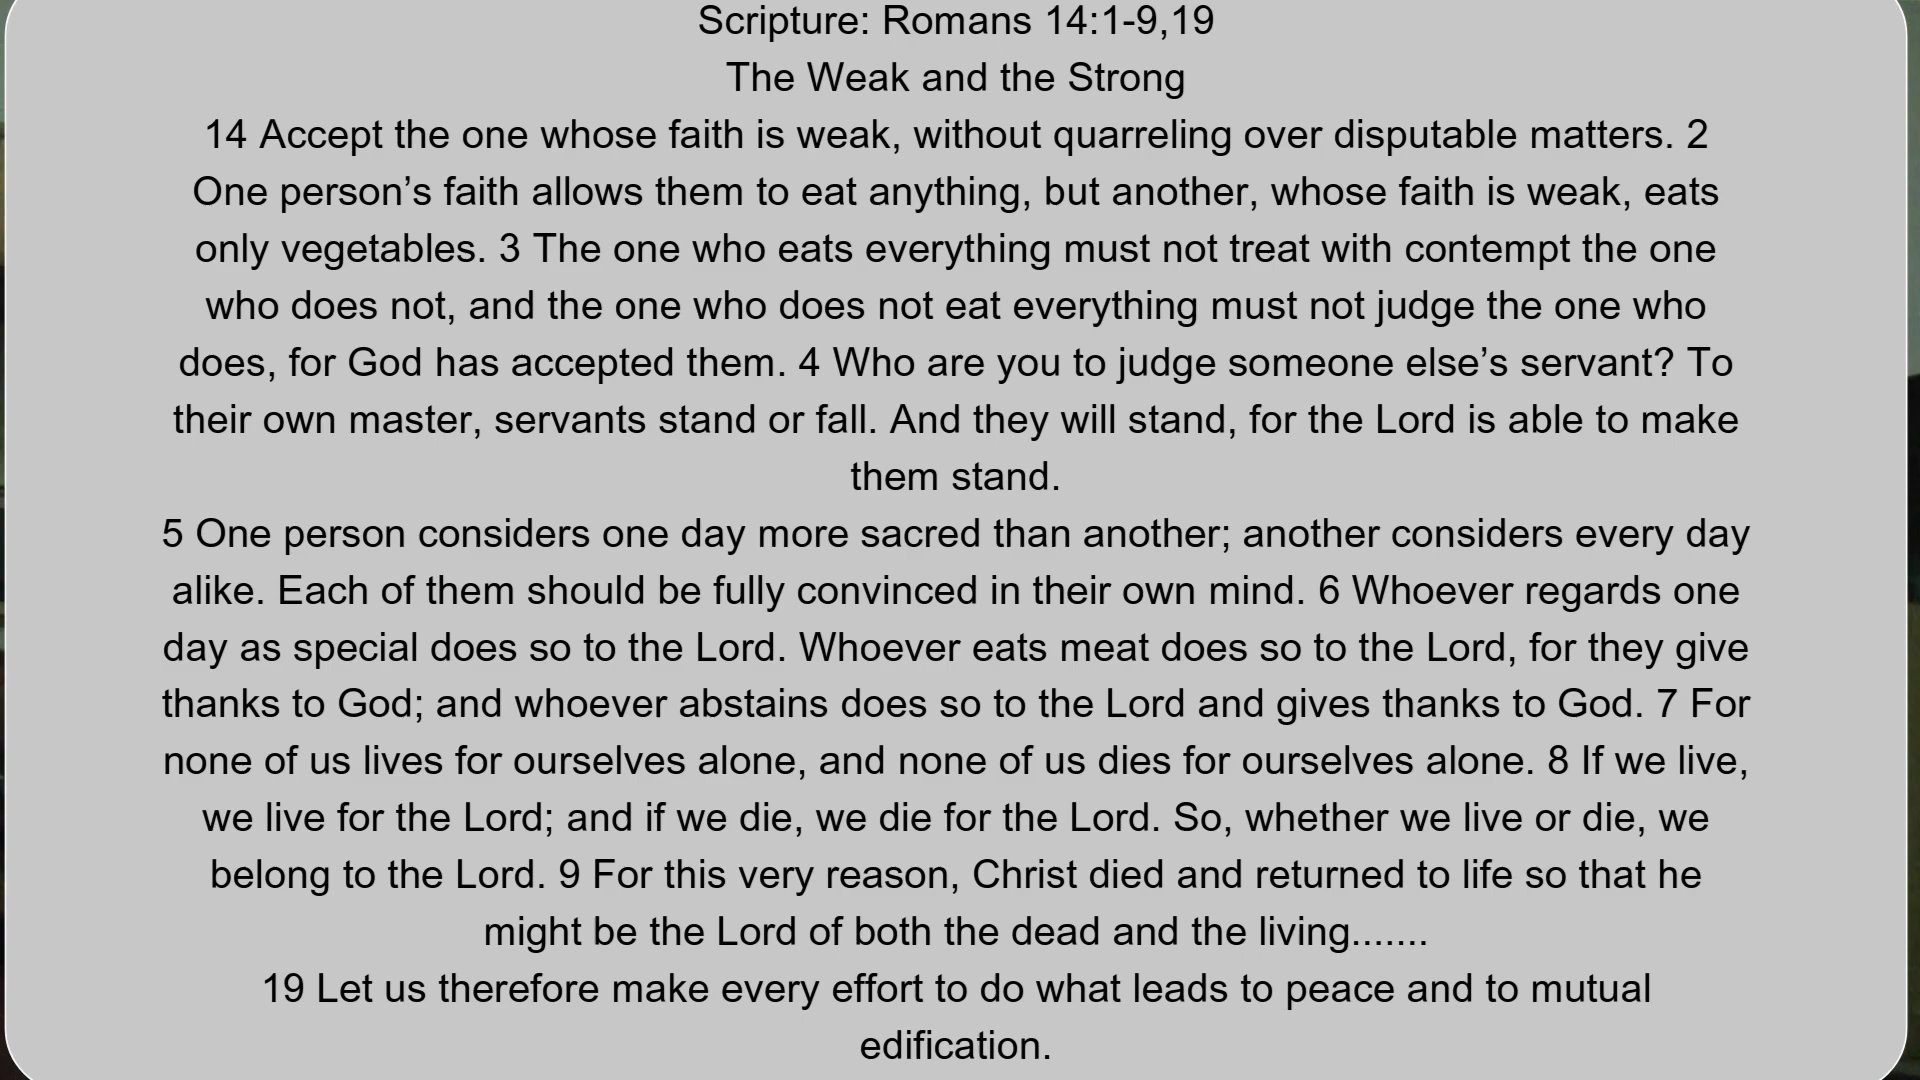 Scripture: Romans 14:1-9,19
The Weak and the Strong
14 Accept the one whose faith is weak, without quarreling over disputable matters. 2
One person’s faith allows them to eat anything, but another, whose faith is weak, eats
only vegetables. 3 The one who eats everything must not treat with contempt the one
who does not, and the one who does not eat everything must not judge the one who
does, for God has accepted them. 4 Who are you to judge someone else’s servant? To
their own master, servants stand or fall. And they will stand, for the Lord is able to make
them stand.
5 One person considers one day more sacred than another; another considers every day
alike. Each of them should be fully convinced in their own mind. 6 Whoever regards one
day as special does so to the Lord. Whoever eats meat does so to the Lord, for they give
thanks to God; and whoever abstains does so to the Lord and gives thanks to God. 7 For
none of us lives for ourselves alone, and none of us dies for ourselves alone. 8 If we live,
we live for the Lord; and if we die, we die for the Lord. So, whether we live or die, we
belong to the Lord. 9 For this very reason, Christ died and returned to life so that he
might be the Lord of both the dead and the living.......
19 Let us therefore make every effort to do what leads to peace and to mutual
edification.